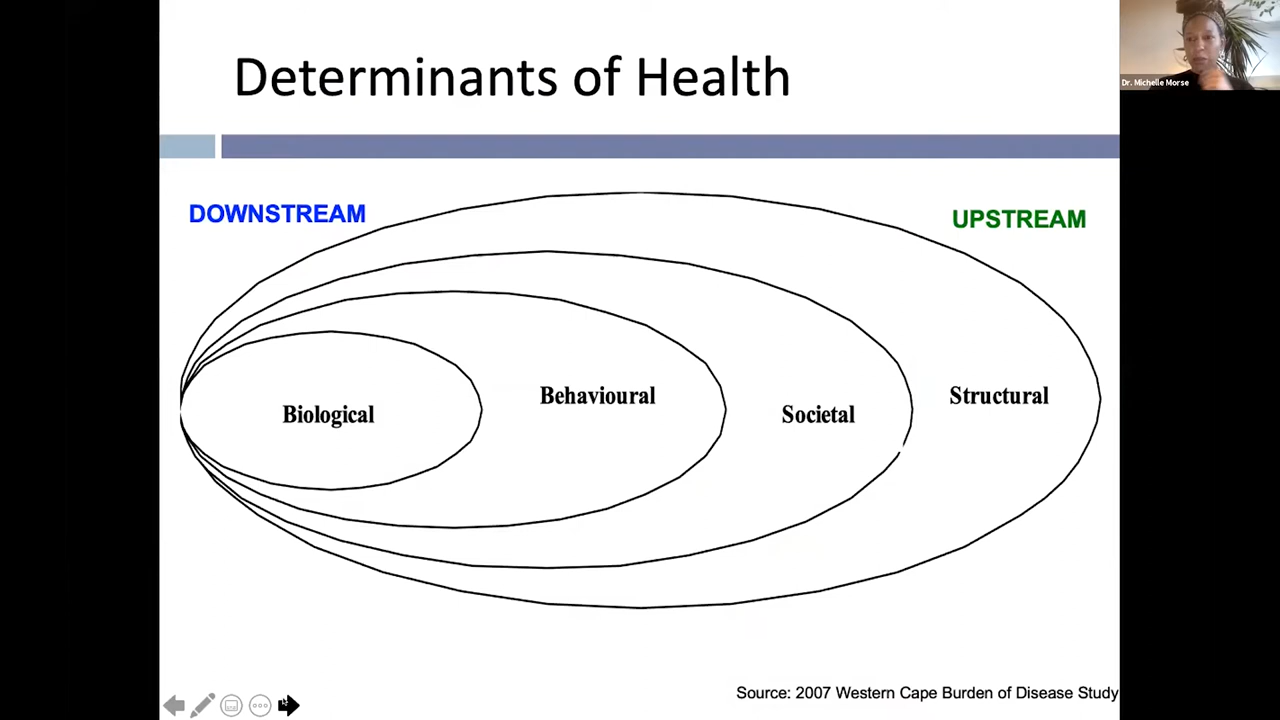 Determinants of Health
Dr. Michelle Morse
DOWNSTREAM
UPSTREAM
Biological
Behavioural
Societal
Structural
Source: 2007 Western Cape Burden of Disease Study